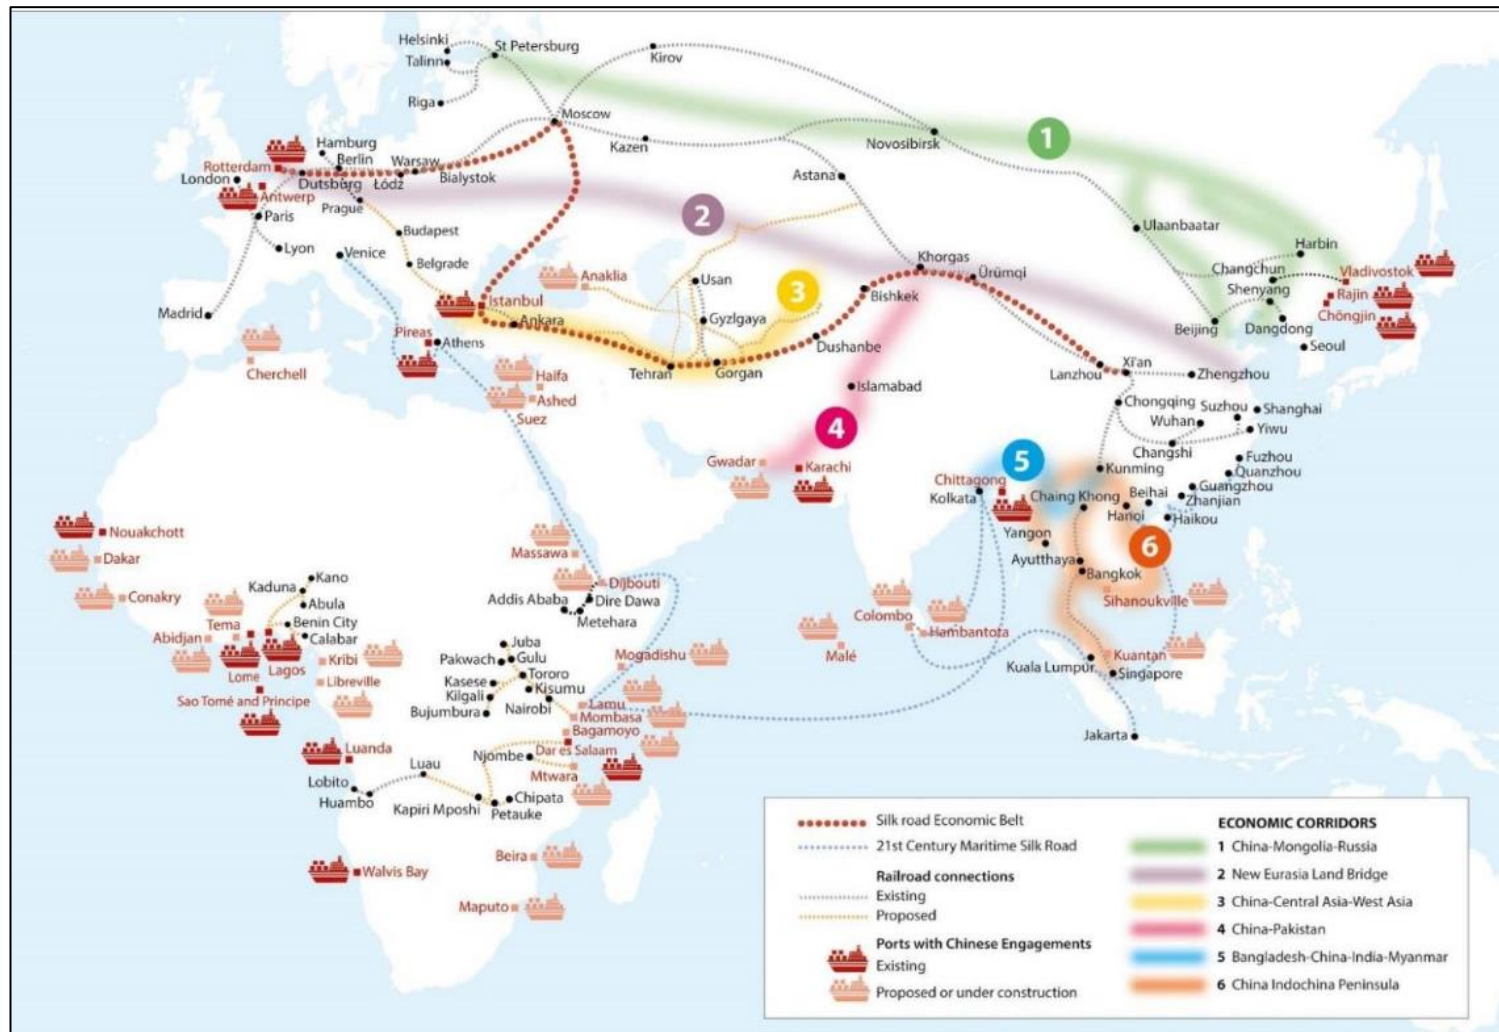 Helsinki
St Petersburg
Talinn
Kirov
Riga
Moscow
1
Hamburg
Novosibirsk
Berlin
Kazen
Rotterdam
Warsaw
London
Dutsburg
Łódź
Bialystok
Astana
Antwerp
Prague
Paris
2
Ulaanbaatar
Budapest
Harbin
Lyon
Venice
Khorgas
Belgrade
Ürümqi
Changchun
Vladivostok
Anaklia
Usan
3
Bishkek
Shenyang
Rajin
Istanbul
Chōngjin
Madrid
Ankara
Gyzlgaya
Beijing
Dangdong
Pireas
Athens
Dushanbe
Seoul
Cherchell
Haifa
Tehran
Gorgan
Lanzhou
Xi'an
Zhengzhou
Ashed
Islamabad
Suez
Chongqing
Suzhou
Shanghai
4
Wuhan
Yiwu
Changshi
Gwadar
Karachi
5
Kunming
Fuzhou
Quanzhou
Chittagong
Guangzhou
Kolkata
Chaing Khong
Beihai
Zhanjian
Hanoi
Haikou
Nouakchott
Yangon
6
Massawa
Dakar
Ayutthaya
Bangkok
Kano
Kaduna
Dijbouti
Conakry
Abula
Addis Ababa
Dire Dawa
Sihanoukville
Tema
Benin City
Metehara
Colombo
Abidjan
Calabar
Hambantota
Juba
Malé
Lome
Lagos
Kribi
Pakwach
Gulu
Mogadishu
Kuantan
Libreville
Kasese
Tororo
Kuala Lumpur
Singapore
Sao Tomé and Principe
Kilgali
Kisumu
Bujumbura
Nairobi
Lamu
Mombasa
Bagamoyo
Jakarta
Luanda
Njombe
Dar es Salaam
Luau
Mtwara
Lobito
Huambo
Kapiri Mposhi
Chipata
Petauke
Beira
Walvis Bay
Maputo
Silk road Economic Belt
21st Century Maritime Silk Road
Railroad connections
Existing
Proposed
Ports with Chinese Engagements
Existing
Proposed or under construction
ECONOMIC CORRIDORS
1 China-Mongolia-Russia
2 New Eurasia Land Bridge
3 China-Central Asia-West Asia
4 China-Pakistan
5 Bangladesh-China-India-Myanmar
6 China Indochina Peninsula